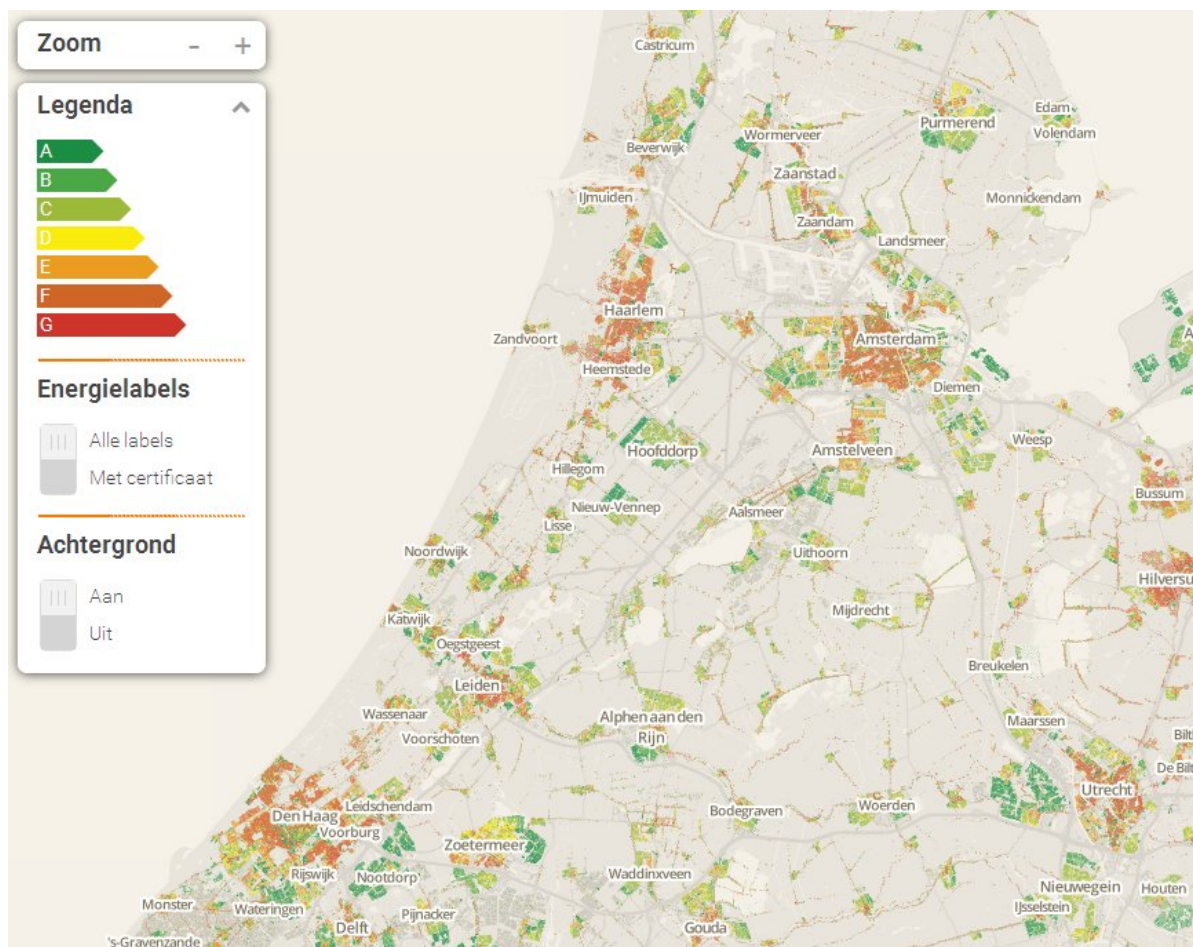 Zoom - +
Legenda
A
B
C
D
E
F
G
Energielabels
Alle labels
Met certificaat
Achtergrond
Aan
Uit
Castricum
Edam
Purmerend
Wormerveer
Volendam
Beverwijk
Zaanstad
IJmuiden
Monnickendam
Zaandam
Landsmeer
Haarlem
Zandvoort
Amsterdam
A
Heemstede
Diemen
Weesp
Hoofddorp
Amstelveen
Hillegom
Bussum
Nieuw-Vennep
Aalsmeer
Lisse
Noordwijk
Uithoorn
Hilversu
Katwijk
Mijdrecht
Oegstgeest
Breukelen
Leiden
Wassenaar
Alphen aan den
Rijn
Maarssen
Voorschoten
Bilt
De Bilt
Utrecht
Leidschendam
Den Haag
Bodegraven
Woerden
Voorburg
Zoetermeer
Rijswijk
Nootdorp
Waddinxveen
Nieuwegein
Houten
Monster
Wateringen
Pijnacker
IJsselstein
Delft
Gouda
's-Gravenzande